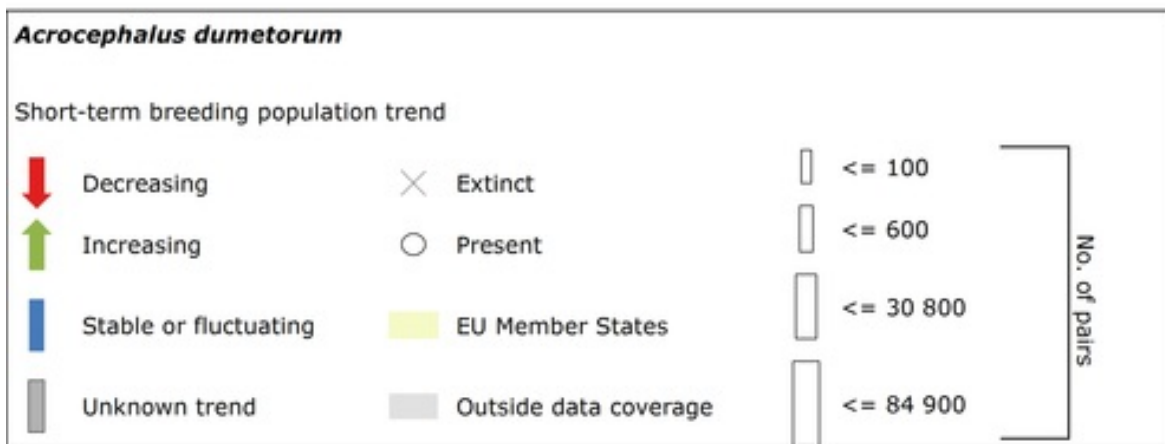 Acrocephalus dumetorum
Short-term breeding population trend
Decreasing
Increasing
Stable or fluctuating
Unknown trend
Extinct
Present
EU Member States
Outside data coverage
<= 100
<= 600
<= 30 800
<= 84 900
No. of pairs